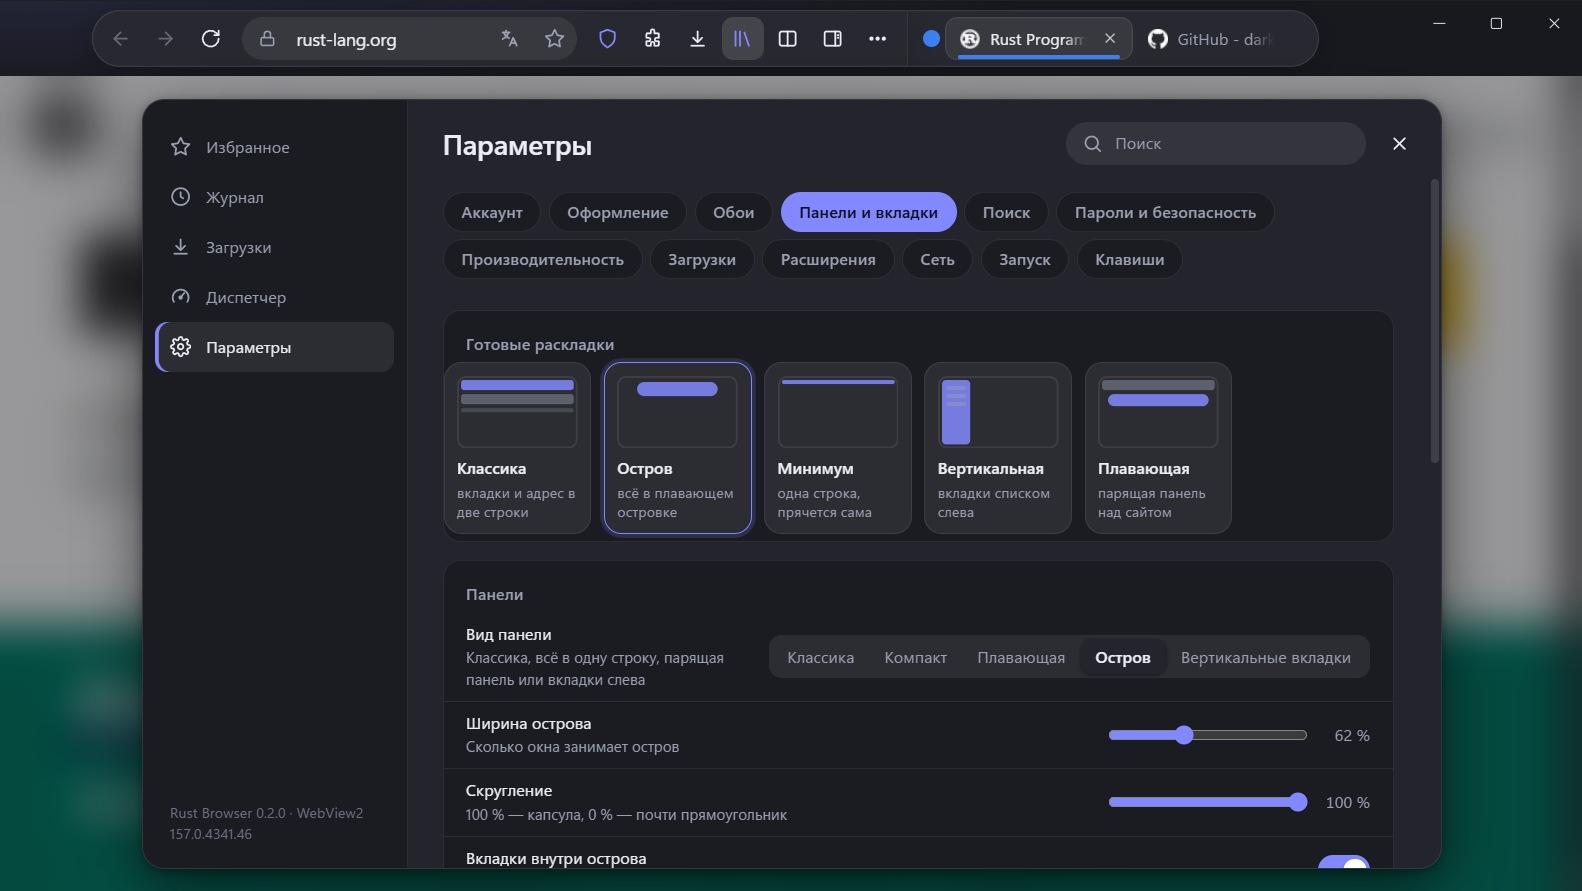 rust-lang.org
Rust Program
GitHub - dark
Избранное
Журнал
Загрузки
Диспетчер
Параметры
Rust Browser 0.2.0 · WebView2
157.0.4341.46
Параметры
Поиск
Аккаунт
Оформление
Обои
Панели и вкладки
Поиск
Пароли и безопасность
Производительность
Загрузки
Расширения
Сеть
Запуск
Клавиши
Готовые раскладки
Классика
вкладки и адрес в
две строки
Остров
всё в плавающем
островке
Минимум
одна строка,
прячется сама
Вертикальная
вкладки списком
слева
Плавающая
парящая панель
над сайтом
Панели
Вид панели
Классика, всё в одну строку, парящая
панель или вкладки слева
Классика
Компакт
Плавающая
Остров
Вертикальные вкладки
Ширина острова
Сколько окна занимает остров
62 %
Скругление
100 % — капсула, 0 % — почти прямоугольник
100 %
Вкладки внутри острова